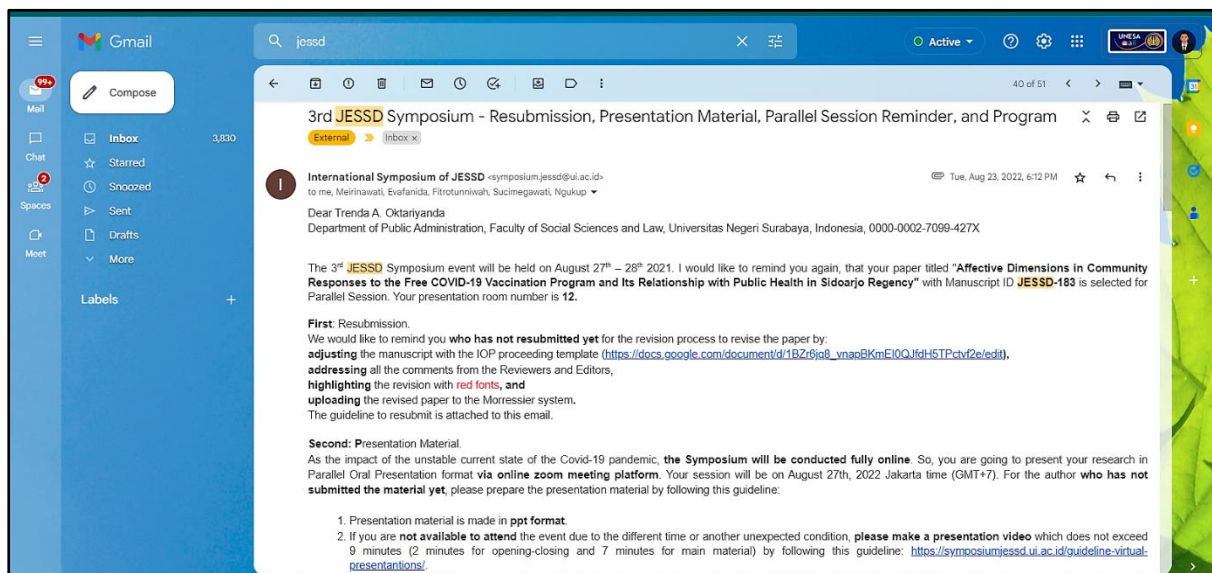 Gmail
jessd
Active
UNESA
99+
Mail
Compose
40 of 51
Chat
2
Spaces
Meet
Inbox 3,830
Starred
Snoozed
Sent
Drafts
More
Labels +
3rd JESSD Symposium - Resubmission, Presentation Material, Parallel Session Reminder, and Program
External Inbox x
I
International Symposium of JESSD <symposium.jessd@ui.ac.id> Tue, Aug 23, 2022, 6:12 PM
to me, Meirinawati, Evafanida, Fitrotunniwah, Sucimegawati, Ngukup
Dear Trenda A. Oktariyanda
Department of Public Administration, Faculty of Social Sciences and Law, Universitas Negeri Surabaya, Indonesia, 0000-0002-7099-427X
The 3rd JESSD Symposium event will be held on August 27th – 28th 2021. I would like to remind you again, that your paper titled "Affective Dimensions in Community
Responses to the Free COVID-19 Vaccination Program and Its Relationship with Public Health in Sidoarjo Regency" with Manuscript ID JESSD-183 is selected for
Parallel Session. Your presentation room number is 12.
First: Resubmission.
We would like to remind you who has not resubmitted yet for the revision process to revise the paper by:
adjusting the manuscript with the IOP proceeding template (https://docs.google.com/document/d/1BZr6jq8_vnapBKmEI0QJfdH5TPctvf2e/edit),
addressing all the comments from the Reviewers and Editors,
highlighting the revision with red fonts, and
uploading the revised paper to the Morressier system.
The guideline to resubmit is attached to this email.
Second: Presentation Material.
As the impact of the unstable current state of the Covid-19 pandemic, the Symposium will be conducted fully online. So, you are going to present your research in
Parallel Oral Presentation format via online zoom meeting platform. Your session will be on August 27th, 2022 Jakarta time (GMT+7). For the author who has not
submitted the material yet, please prepare the presentation material by following this guideline:
1. Presentation material is made in ppt format.
2. If you are not available to attend the event due to the different time or another unexpected condition, please make a presentation video which does not exceed
9 minutes (2 minutes for opening-closing and 7 minutes for main material) by following this guideline: https://symposiumjessd.ui.ac.id/guideline-virtual-
presentantions/.